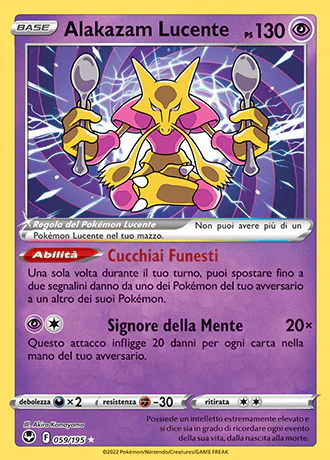 BASE Alakazam Lucente PS 130
Regola del Pokémon Lucente Non puoi avere più di un
Pokémon Lucente nel tuo mazzo.
Abilità Cucchiai Funesti
Una sola volta durante il tuo turno, puoi spostare fino a
due segnalini danno da uno dei Pokémon del tuo avversario
a un altro dei suoi Pokémon.
Signore della Mente 20×
Questo attacco infligge 20 danni per ogni carta nella
mano del tuo avversario.
debolezza ×2 resistenza -30 ritirata
Ill. Akira Komayama
Possiede un intelletto estremamente elevato e
si dice sia in grado di ricordare ogni evento
della sua vita, dalla nascita alla morte.
F 059/195
©2022 Pokémon/Nintendo/Creatures/GAME FREAK